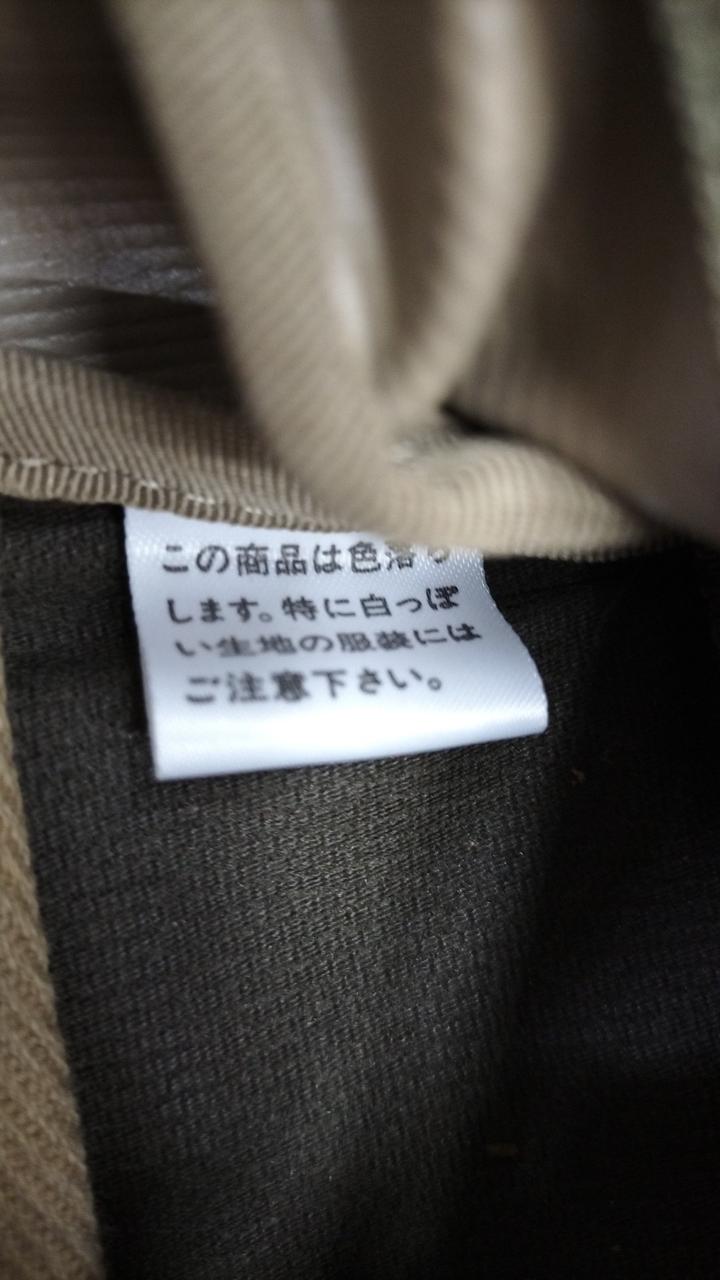 この商品は色落ち
します。特に白っぽ
い生地の服装には
ご注意下さい。